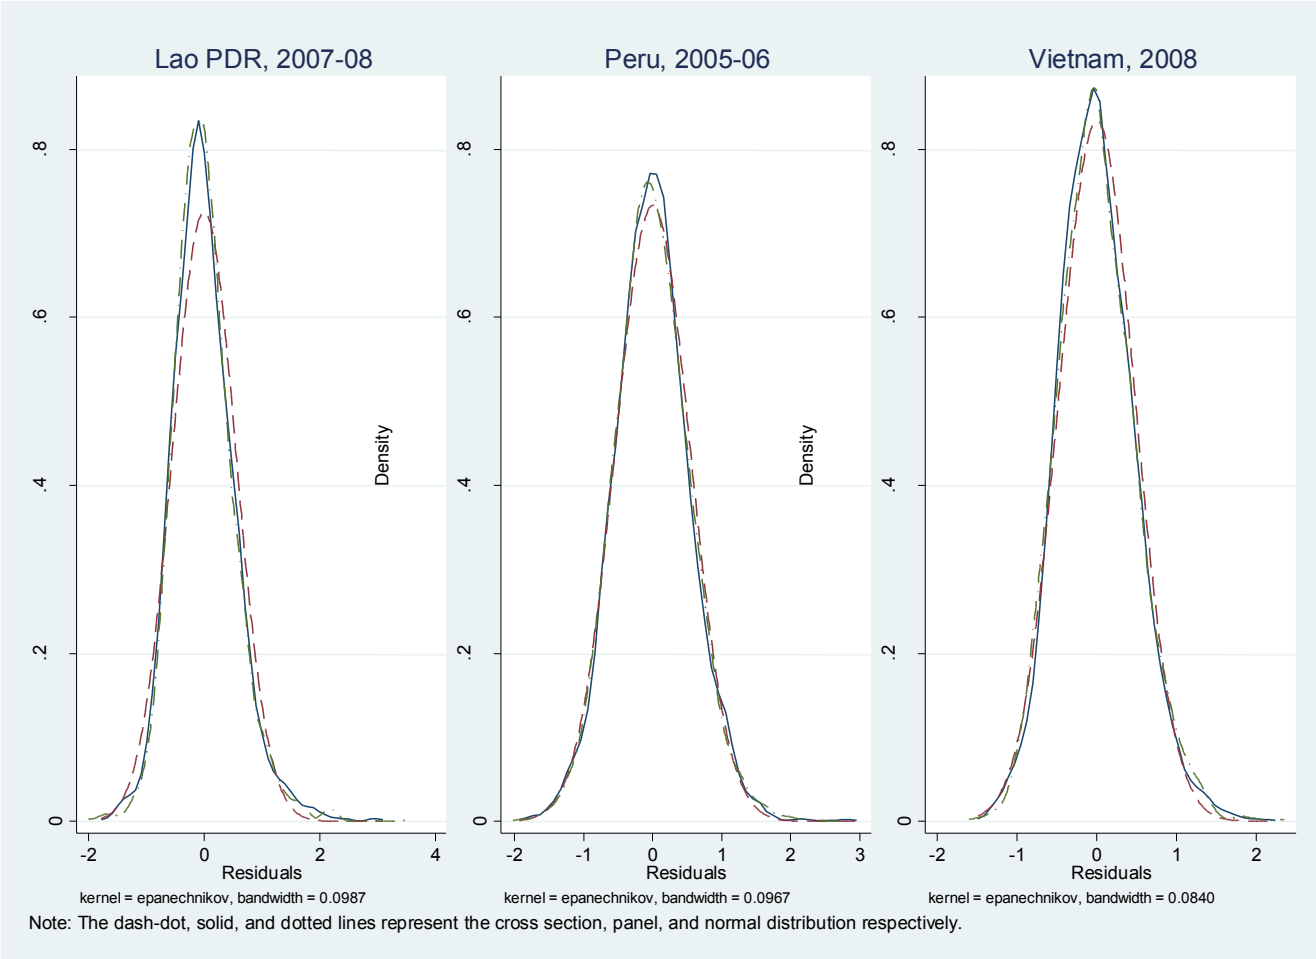 Lao PDR, 2007-08
.8
.6
.4
.2
0
-2 0 2 4
Residuals
kernel = epanechnikov, bandwidth = 0.0987
Peru, 2005-06
Density
.8
.6
.4
.2
0
-2 -1 0 1 2 3
Residuals
kernel = epanechnikov, bandwidth = 0.0967
Vietnam, 2008
Density
.8
.6
.4
.2
0
-2 -1 0 1 2
Residuals
kernel = epanechnikov, bandwidth = 0.0840
Note: The dash-dot, solid, and dotted lines represent the cross section, panel, and normal distribution respectively.